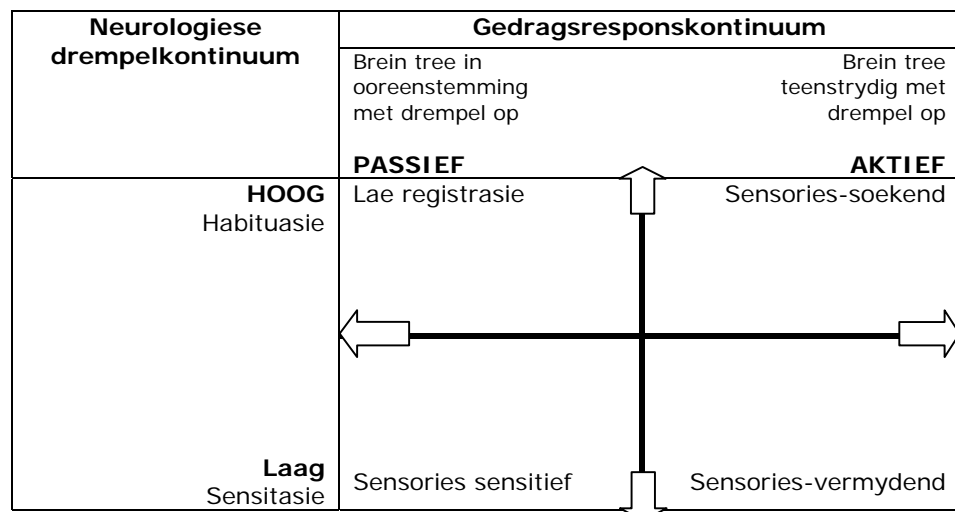 Neurologiese
drempelkontinuum
Gedragsresponskontinuum
Brein tree in
ooreenstemming
met drempel op
Brein tree
teenstrydig met
drempel op
PASSIEF
AKTIEF
HOOG
Habituasie
Lae registrasie
Sensories-soekend
Laag
Sensitasie
Sensories sensitief
Sensories-vermydend